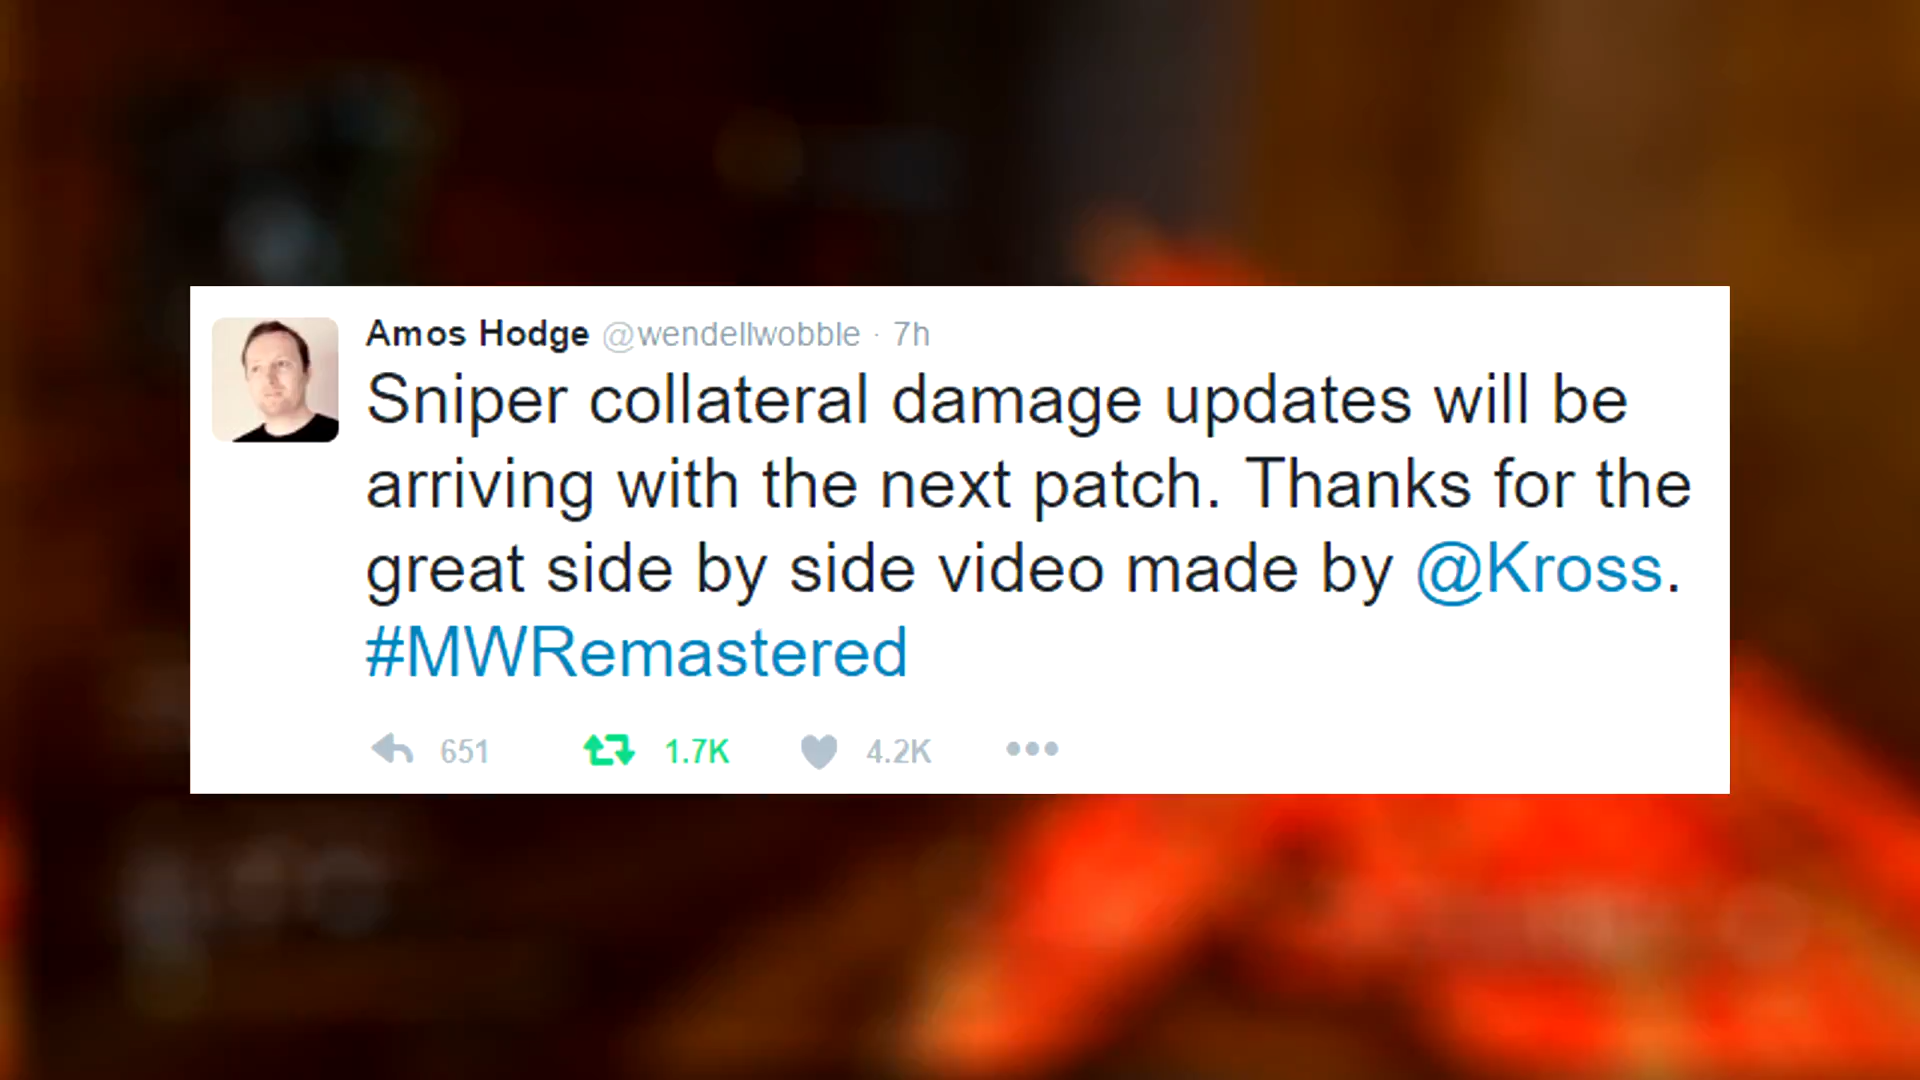 Amos Hodge @wendellwobble · 7h
Sniper collateral damage updates will be
arriving with the next patch. Thanks for the
great side by side video made by @Kross.
#MWRemastered
651 1.7K 4.2K